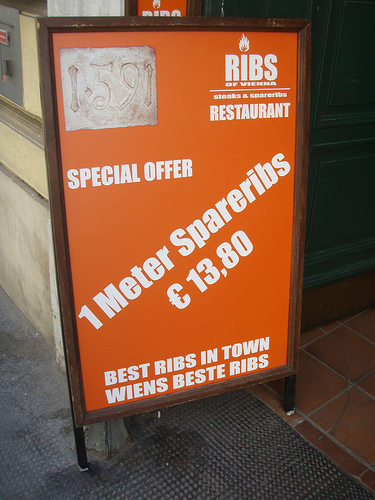 RIBS
1591
RIBS
OF VIENNA
steaks & spareribs
RESTAURANT
SPECIAL OFFER
1 Meter Spareribs
€ 13,80
BEST RIBS IN TOWN
WIENS BESTE RIBS